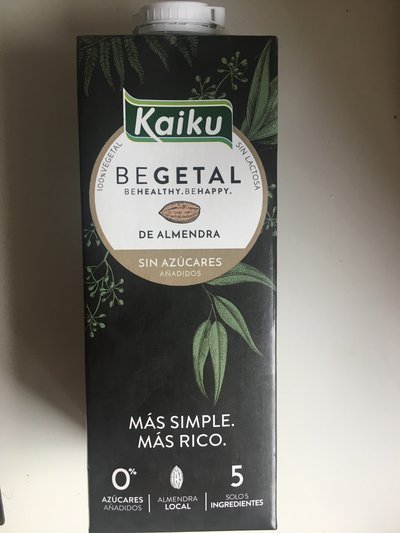 Kaiku
100% VEGETAL
SIN LACTOSA
BEGETAL
BEHEALTHY.BEHAPPY.
DE ALMENDRA
SIN AZÚCARES
AÑADIDOS
MÁS SIMPLE.
MÁS RICO.
0%
AZÚCARES
AÑADIDOS
ALMENDRA
LOCAL
5
SOLO 5
INGREDIENTES